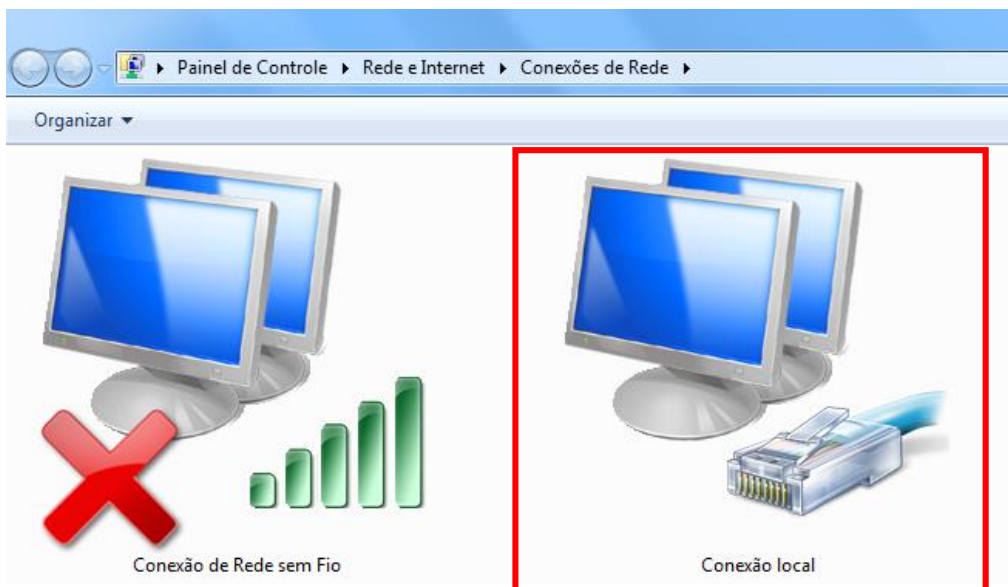 Painel de Controle ▸ Rede e Internet ▸ Conexões de Rede ▸
Organizar ▾
Conexão de Rede sem Fio
Conexão local